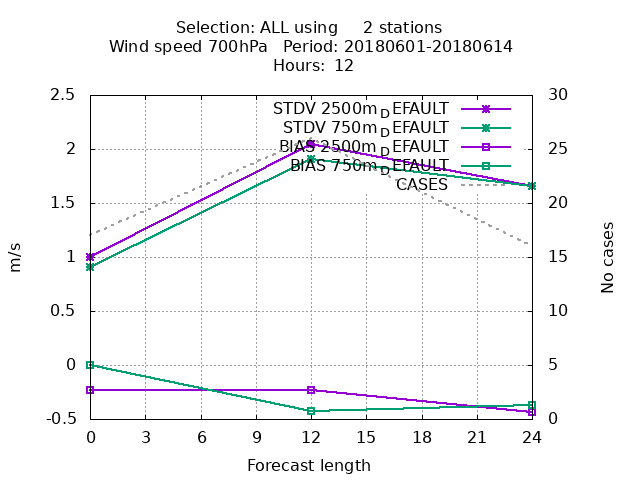 Selection: ALL using 2 stations
Wind speed 700hPa Period: 20180601-20180614
Hours: 12
STDV 2500m_DEFAULT
STDV 750m_DEFAULT
BIAS 2500m_DEFAULT
BIAS 750m_DEFAULT
CASES
2.5
2
1.5
1
0.5
0
-0.5
m/s
30
25
20
15
10
5
0
No cases
0 3 6 9 12 15 18 21 24
Forecast length